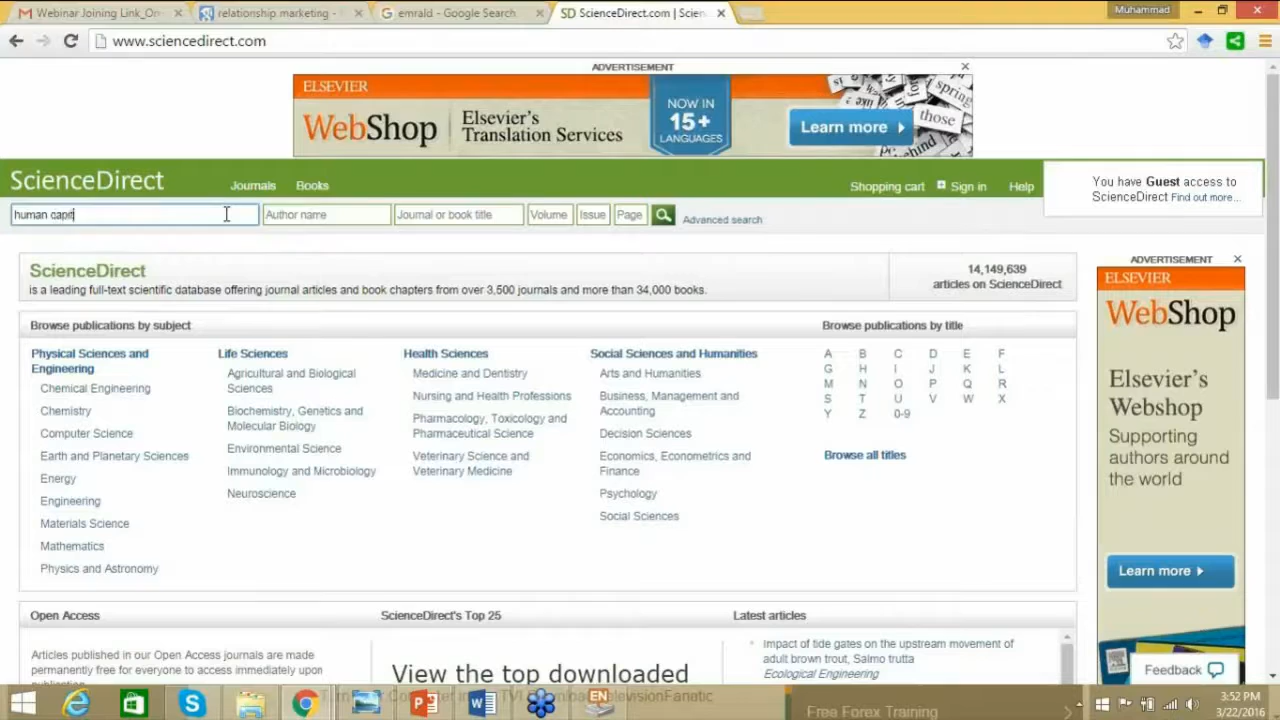 Webinar Joining Link_On
relationship marketing -
emrald - Google Search
SD ScienceDirect.com | Scien
Muhammad
www.sciencedirect.com
ADVERTISEMENT
ELSEVIER
WebShop
Elsevier's
Translation Services
NOW IN
15+
LANGUAGES
Learn more
spring
those
behind
ScienceDirect
Journals
Books
Shopping cart
Sign in
Help
You have Guest access to
ScienceDirect Find out more...
human capit
Author name
Journal or book title
Volume
Issue
Page
Advanced search
ScienceDirect
is a leading full-text scientific database offering journal articles and book chapters from over 3,500 journals and more than 34,000 books.
14,149,639
articles on ScienceDirect
Browse publications by subject
Physical Sciences and
Engineering
Chemical Engineering
Chemistry
Computer Science
Earth and Planetary Sciences
Energy
Engineering
Materials Science
Mathematics
Physics and Astronomy
Life Sciences
Agricultural and Biological
Sciences
Biochemistry, Genetics and
Molecular Biology
Environmental Science
Immunology and Microbiology
Neuroscience
Health Sciences
Medicine and Dentistry
Nursing and Health Professions
Pharmacology, Toxicology and
Pharmaceutical Science
Veterinary Science and
Veterinary Medicine
Social Sciences and Humanities
Arts and Humanities
Business, Management and
Accounting
Decision Sciences
Economics, Econometrics and
Finance
Psychology
Social Sciences
Browse publications by title
A B C D E F
G H I J K L
M N O P Q R
S T U V W X
Y Z 0-9
Browse all titles
ADVERTISEMENT
ELSEVIER
WebShop
Elsevier's
Webshop
Supporting
authors around
the world
Learn more
Open Access
Articles published in our Open Access journals are made
permanently free for everyone to access immediately upon
ScienceDirect's Top 25
View the top downloaded
Latest articles
Impact of tide gates on the upstream movement of
adult brown trout, Salmo trutta
Ecological Engineering
Feedback
EN
Free Forex Training
3:52 PM
3/22/2016